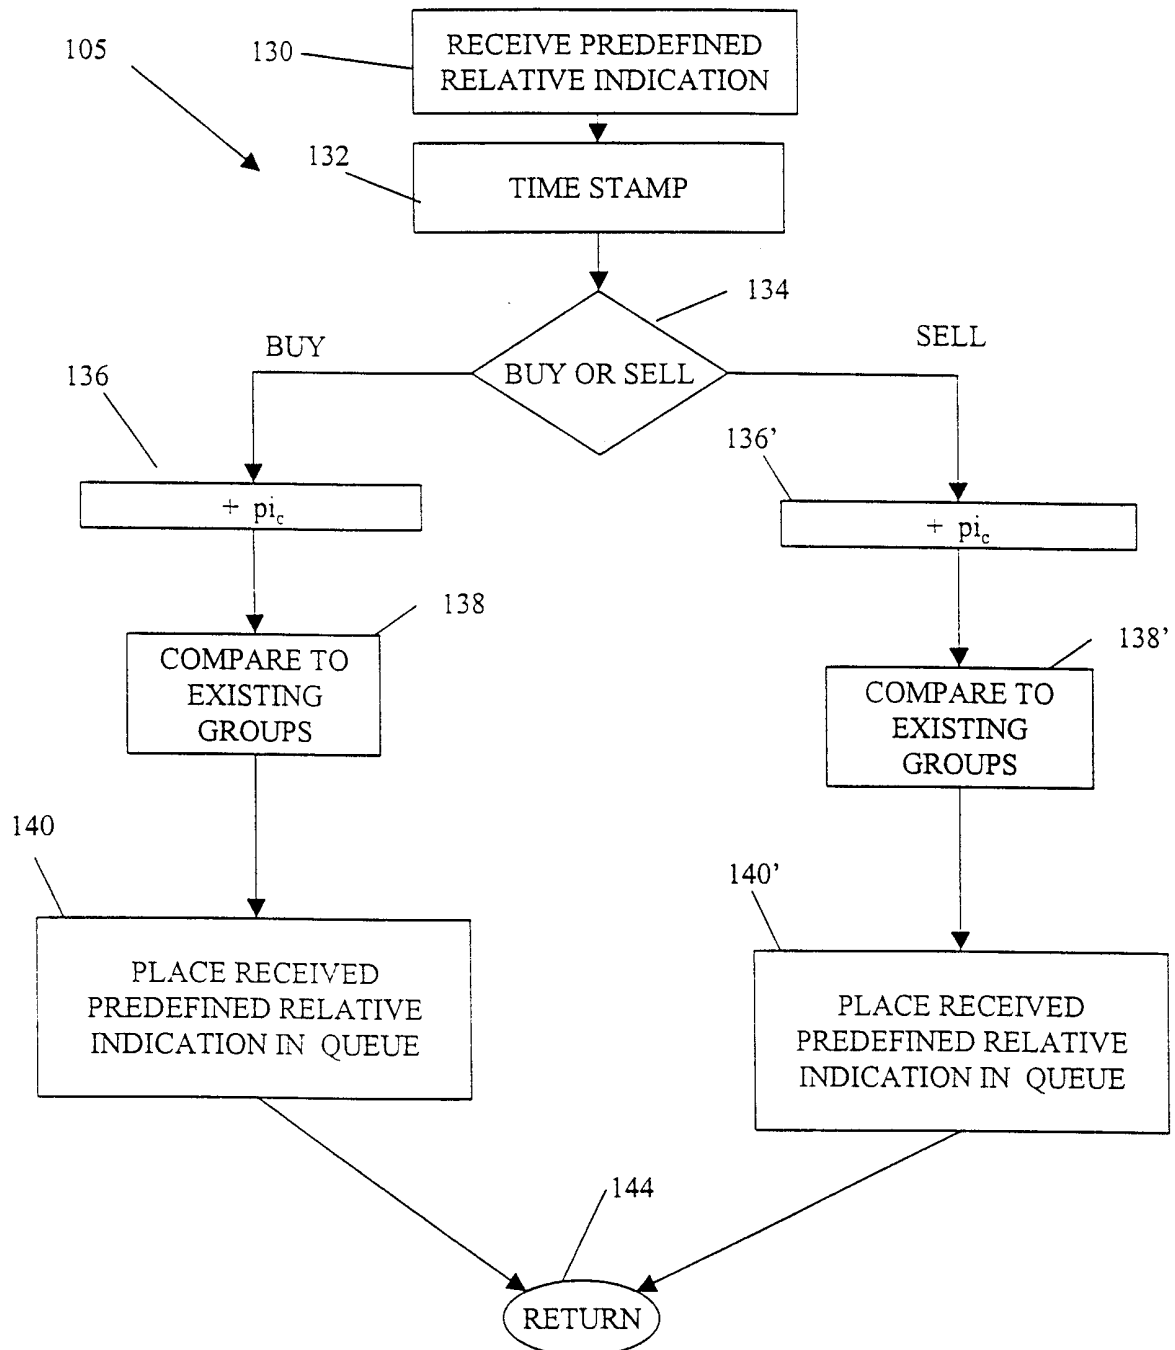 105
130
RECEIVE PREDEFINED
RELATIVE INDICATION
132
TIME STAMP
134
BUY
SELL
BUY OR SELL
136
136’
+ pic
+ pic
138
138’
COMPARE TO
EXISTING
GROUPS
COMPARE TO
EXISTING
GROUPS
140
140’
PLACE RECEIVED
PREDEFINED RELATIVE
INDICATION IN QUEUE
PLACE RECEIVED
PREDEFINED RELATIVE
INDICATION IN QUEUE
144
RETURN